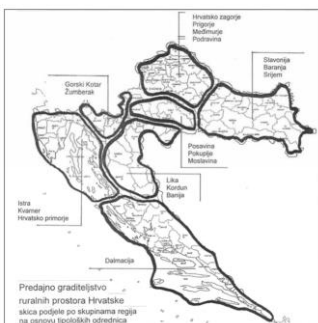 Hrvatsko zagorje
Prigorje
Međimurje
Podravina
Slavonija
Baranja
Srijem
Gorski Kotar
Žumberak
Posavina
Pokuplje
Moslavina
Lika
Kordun
Banija
Istra
Kvarner
Hrvatsko primorje
Dalmacija
Predajno graditeljstvo
ruralnih prostora Hrvatske
skica podjele po skupinama regija
na osnovu tipoloških odrednica